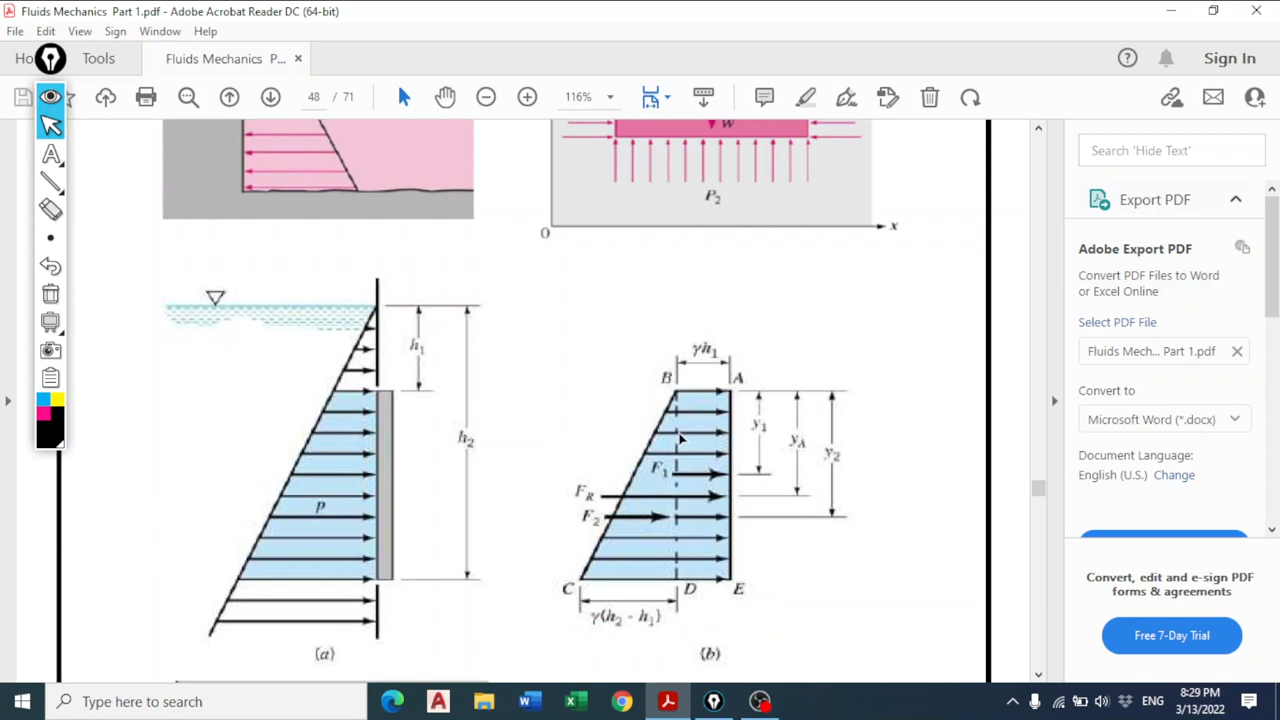 Fluids Mechanics Part 1.pdf - Adobe Acrobat Reader DC (64-bit)
File Edit View Sign Window Help
Ho
Tools
Fluids Mechanics P... ×
Sign In
48 / 71
116%
W
P₂
0
x
Search 'Hide Text'
Export PDF
Adobe Export PDF
Convert PDF Files to Word
or Excel Online
Select PDF File
Fluids Mech... Part 1.pdf
Convert to
Microsoft Word (*.docx)
Document Language:
English (U.S.) Change
Convert, edit and e-sign PDF
forms & agreements
Free 7-Day Trial
h₁
h₂
p
(a)
γh₁
B
A
y₁
yA
y₂
F₁
FR
F₂
C
D
E
γ(h₂ - h₁)
(b)
Type here to search
ENG
8:29 PM
3/13/2022